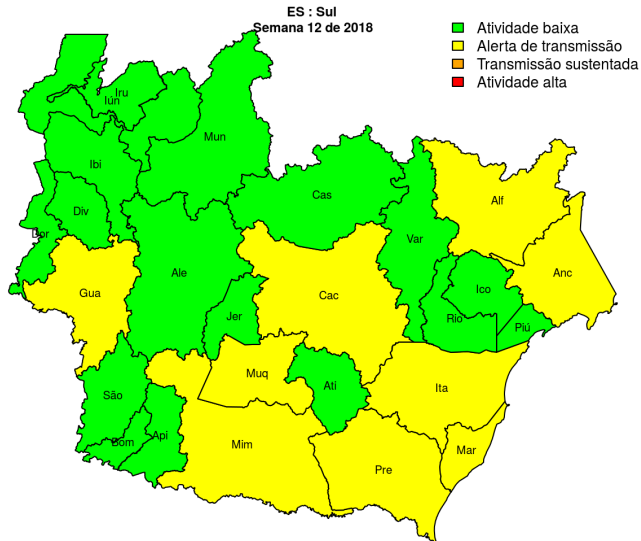 ES : Sul
Semana 12 de 2018
Atividade baixa
Alerta de transmissão
Transmissão sustentada
Atividade alta
Iru
Iún
Mun
Ibi
Cas
Alf
Div
Dor
Var
Ale
Anc
Gua
Cac
Ico
Jer
Rio
Piú
Muq
Ati
Ita
São
Api
Bom
Mim
Mar
Pre